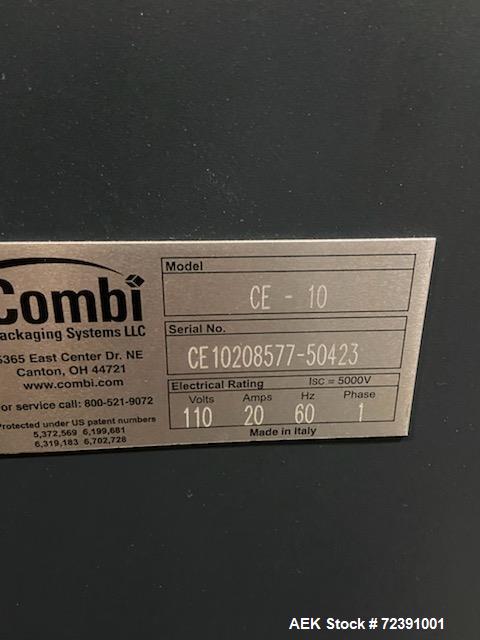 Combi
Packaging Systems LLC
5365 East Center Dr. NE
Canton, OH 44721
www.combi.com
For service call: 800-521-9072
Protected under US patent numbers
5,372,569 6,199,681
6,319,183 6,702,728
Model
CE - 10
Serial No.
CE10208577-50423
Electrical Rating Isc = 5000V
Volts Amps Hz Phase
110 20 60 1
Made in Italy
AEK Stock # 72391001